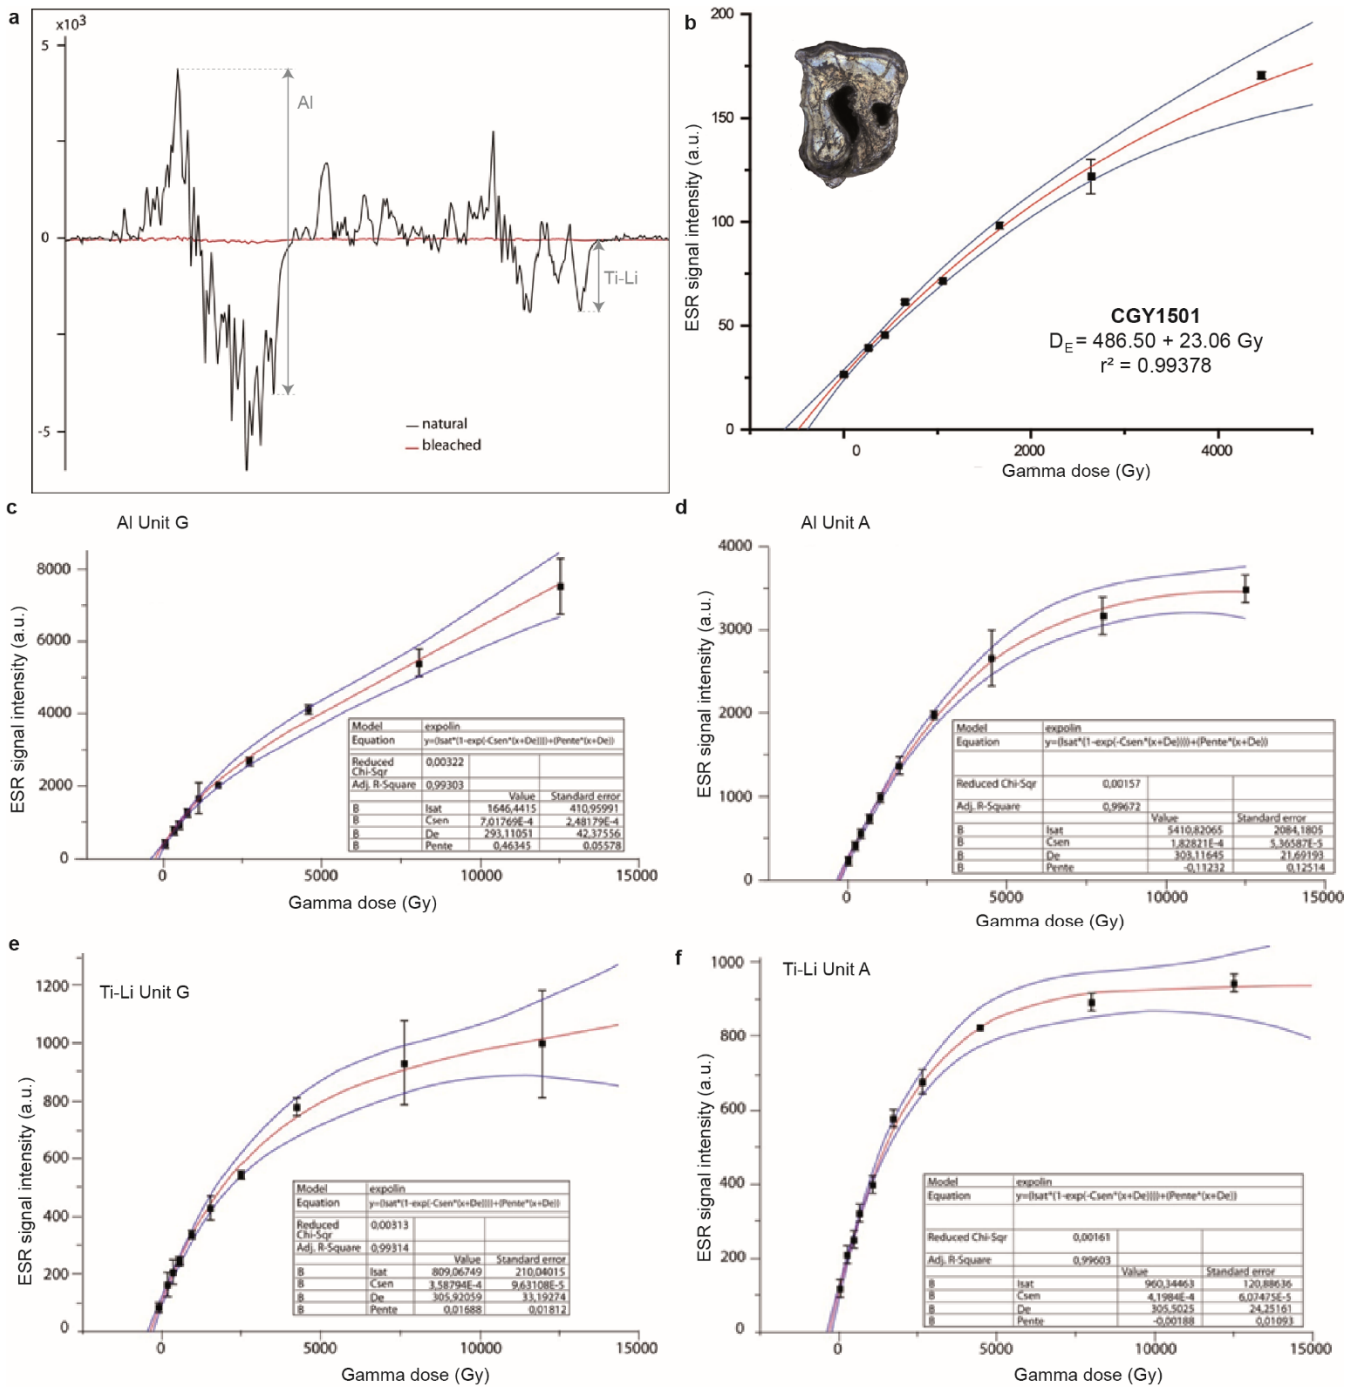 a
x10³
5
0
-5
Al
Ti-Li
natural
bleached
b
ESR signal intensity (a.u.)
200
150
100
50
0
0 2000 4000
Gamma dose (Gy)
CGY1501
DE = 486.50 + 23.06 Gy
r² = 0.99378
c
Al Unit G
ESR signal intensity (a.u.)
8000
6000
4000
2000
0
0 5000 10000 15000
Gamma dose (Gy)
Model expolin
Equation y=(Isat*(1-exp(-Csen*(x+De))))+(Pente*(x+De))
Reduced Chi-Sqr 0,00322
Adj. R-Square 0,99303
Value Standard error
B Isat 1646,4415 410,95991
B Csen 7,01769E-4 2,48179E-4
B De 293,11051 42,37556
B Pente 0,46345 0,05578
d
Al Unit A
ESR signal intensity (a.u.)
4000
3000
2000
1000
0
0 5000 10000 15000
Gamma dose (Gy)
Model expolin
Equation y=(Isat*(1-exp(-Csen*(x+De))))+(Pente*(x+De))
Reduced Chi-Sqr 0,00157
Adj. R-Square 0,99672
Value Standard error
B Isat 5410,82065 2084,1805
B Csen 1,82821E-4 5,36587E-5
B De 303,11645 21,69193
B Pente -0,11232 0,12514
e
Ti-Li Unit G
ESR signal intensity (a.u.)
1200
1000
800
600
400
200
0
0 5000 10000 15000
Gamma dose (Gy)
Model expolin
Equation y=(Isat*(1-exp(-Csen*(x+De))))+(Pente*(x+De))
Reduced Chi-Sqr 0,00313
Adj. R-Square 0,99314
Value Standard error
B Isat 809,06749 210,04015
B Csen 3,58794E-4 9,63108E-5
B De 305,92059 33,19274
B Pente 0,01688 0,01812
f
Ti-Li Unit A
ESR signal intensity (a.u.)
1000
800
600
400
200
0
0 5000 10000 15000
Gamma dose (Gy)
Model expolin
Equation y=(Isat*(1-exp(-Csen*(x+De))))+(Pente*(x+De))
Reduced Chi-Sqr 0,00161
Adj. R-Square 0,99603
Value Standard error
B Isat 960,34463 120,88636
B Csen 4,1984E-4 6,07475E-5
B De 305,5025 24,25161
B Pente -0,00188 0,01093